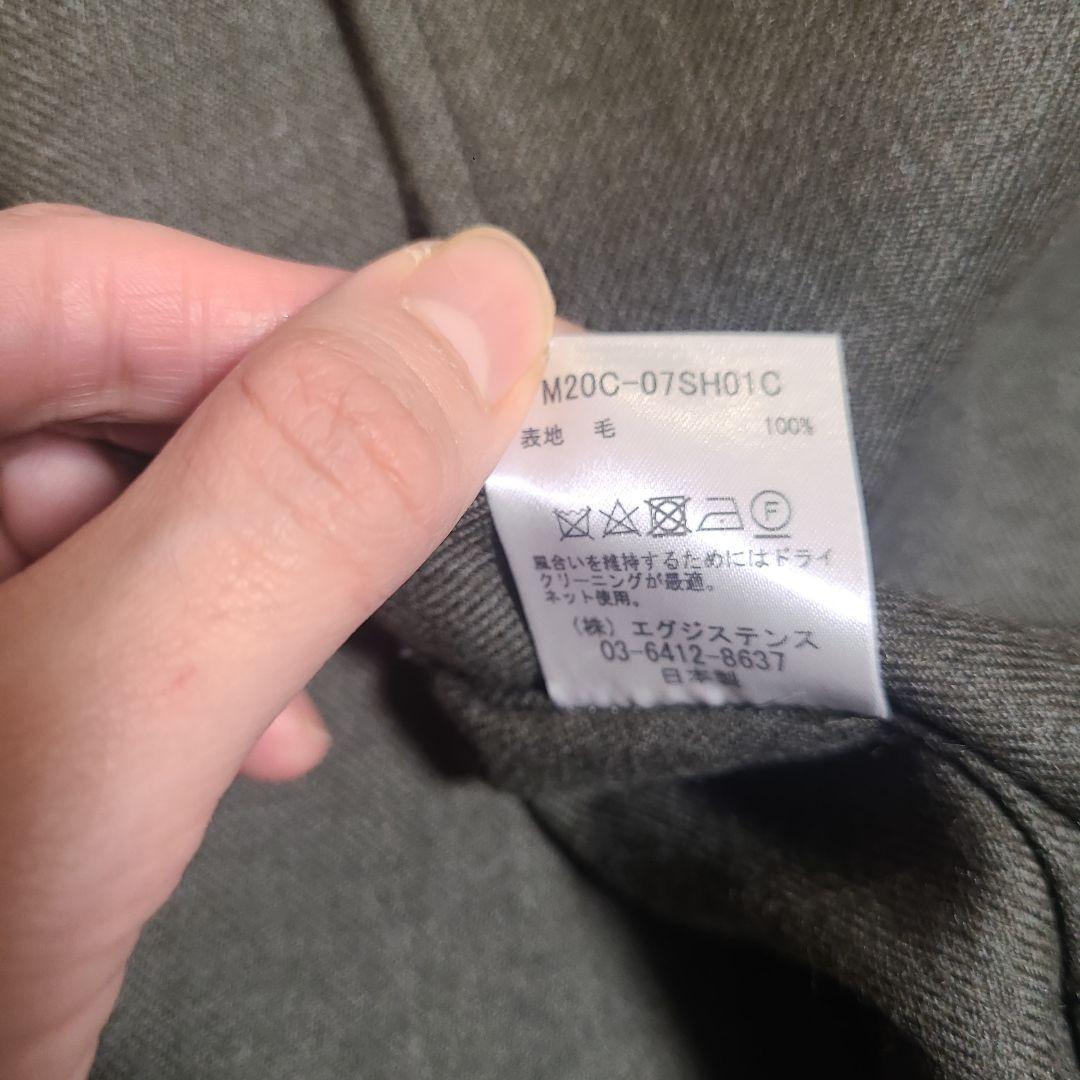 M20C-07SH01C
表地 毛 100%
F
風合いを維持するためにはドライ
クリーニングが最適。
ネット使用。
(株) エグジステンス
03-6412-8637
日本製